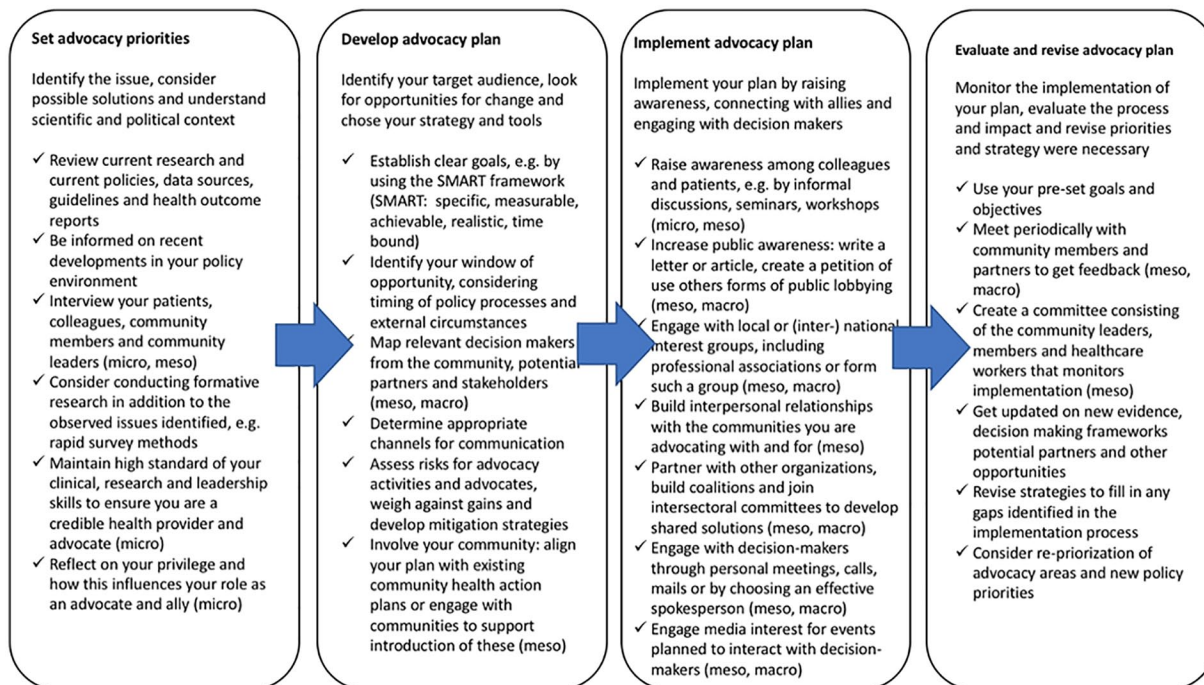 Set advocacy priorities
Identify the issue, consider
possible solutions and understand
scientific and political context
✓ Review current research and
current policies, data sources,
guidelines and health outcome
reports
✓ Be informed on recent
developments in your policy
environment
✓ Interview your patients,
colleagues, community
members and community
leaders (micro, meso)
✓ Consider conducting formative
research in addition to the
observed issues identified, e.g.
rapid survey methods
✓ Maintain high standard of your
clinical, research and leadership
skills to ensure you are a
credible health provider and
advocate (micro)
✓ Reflect on your privilege and
how this influences your role as
an advocate and ally (micro)
Develop advocacy plan
Identify your target audience, look
for opportunities for change and
chose your strategy and tools
✓ Establish clear goals, e.g. by
using the SMART framework
(SMART: specific, measurable,
achievable, realistic, time
bound)
✓ Identify your window of
opportunity, considering
timing of policy processes and
external circumstances
✓ Map relevant decision makers
from the community, potential
partners and stakeholders
(meso, macro)
✓ Determine appropriate
channels for communication
✓ Assess risks for advocacy
activities and advocates,
weigh against gains and
develop mitigation strategies
✓ Involve your community: align
your plan with existing
community health action
plans or engage with
communities to support
introduction of these (meso)
Implement advocacy plan
Implement your plan by raising
awareness, connecting with allies and
engaging with decision makers
✓ Raise awareness among colleagues
and patients, e.g. by informal
discussions, seminars, workshops
(micro, meso)
✓ Increase public awareness: write a
letter or article, create a petition of
use others forms of public lobbying
(meso, macro)
✓ Engage with local or (inter-) national
interest groups, including
professional associations or form
such a group (meso, macro)
✓ Build interpersonal relationships
with the communities you are
advocating with and for (meso)
✓ Partner with other organizations,
build coalitions and join
intersectoral committees to develop
shared solutions (meso, macro)
✓ Engage with decision-makers
through personal meetings, calls,
mails or by choosing an effective
spokesperson (meso, macro)
✓ Engage media interest for events
planned to interact with decision-
makers (meso, macro)
Evaluate and revise advocacy plan
Monitor the implementation of
your plan, evaluate the process
and impact and revise priorities
and strategy were necessary
✓ Use your pre-set goals and
objectives
✓ Meet periodically with
community members and
partners to get feedback (meso,
macro)
✓ Create a committee consisting
of the community leaders,
members and healthcare
workers that monitors
implementation (meso)
✓ Get updated on new evidence,
decision making frameworks
potential partners and other
opportunities
✓ Revise strategies to fill in any
gaps identified in the
implementation process
✓ Consider re-priorization of
advocacy areas and new policy
priorities